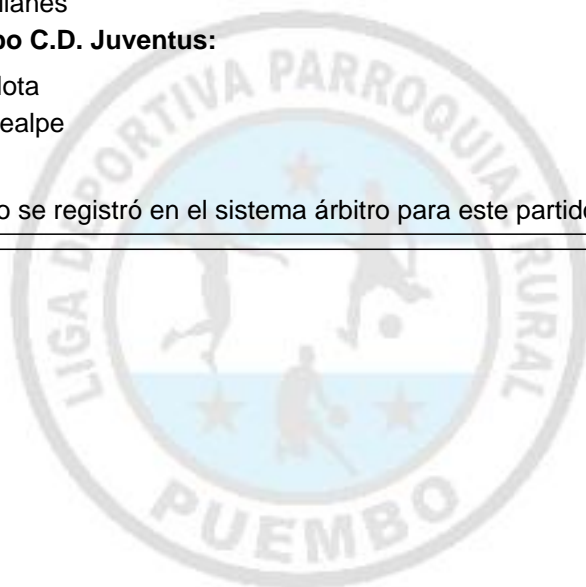 llanes
po C.D. Juventus:
lota
ealpe
o se registró en el sistema árbitro para este partido
LIGA DEPORTIVA PARROQUIAL RURAL
PUEMBO